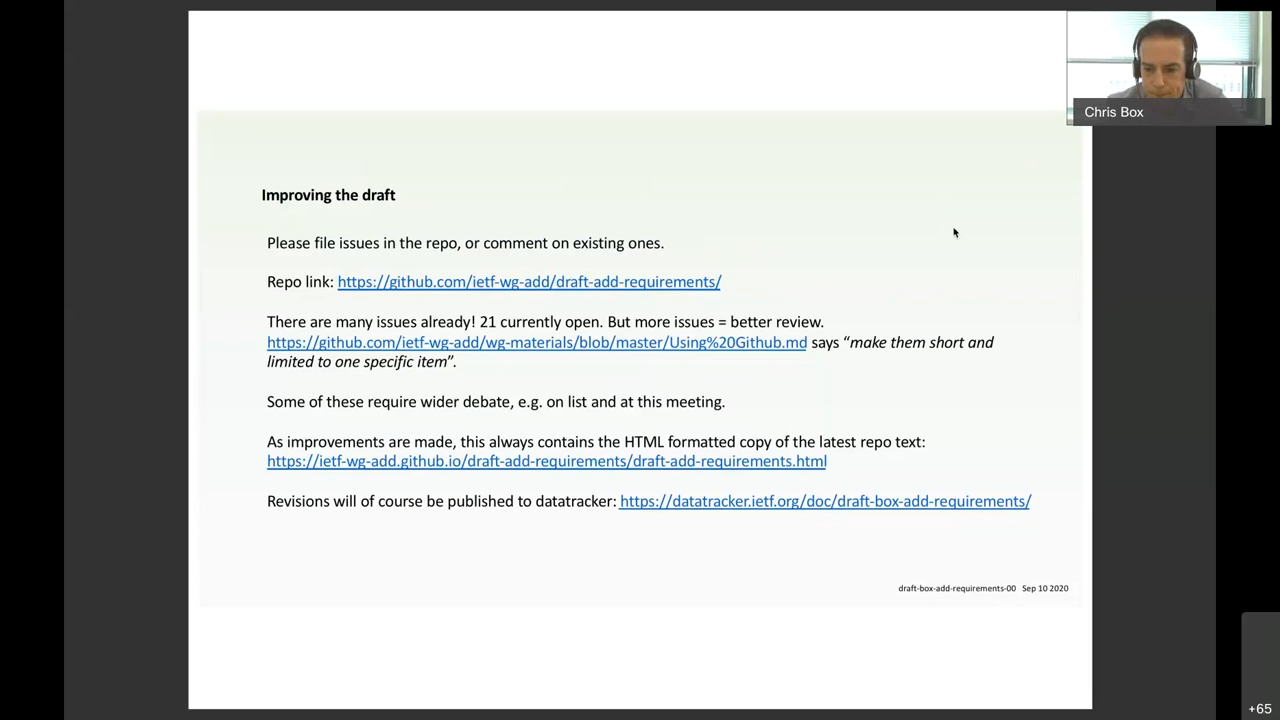 Chris Box
Improving the draft
Please file issues in the repo, or comment on existing ones.
Repo link: https://github.com/ietf-wg-add/draft-add-requirements/
There are many issues already! 21 currently open. But more issues = better review.
https://github.com/ietf-wg-add/wg-materials/blob/master/Using%20Github.md says “make them short and
limited to one specific item”.
Some of these require wider debate, e.g. on list and at this meeting.
As improvements are made, this always contains the HTML formatted copy of the latest repo text:
https://ietf-wg-add.github.io/draft-add-requirements/draft-add-requirements.html
Revisions will of course be published to datatracker: https://datatracker.ietf.org/doc/draft-box-add-requirements/
draft-box-add-requirements-00 Sep 10 2020
+65